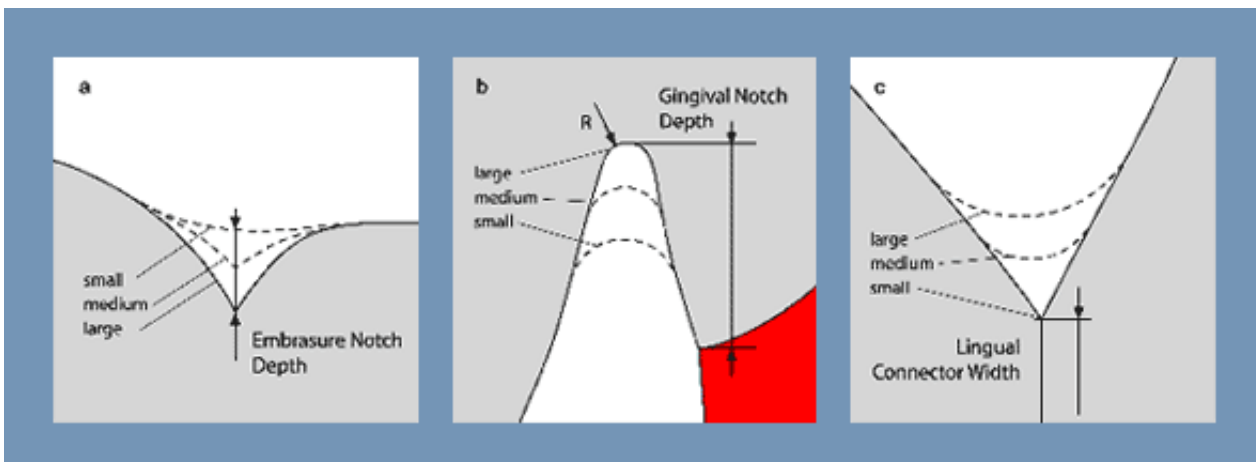 a
small
medium
large
Embrasure Notch
Depth
b
R
Gingival Notch
Depth
large
medium
small
c
large
medium
small
Lingual
Connector Width